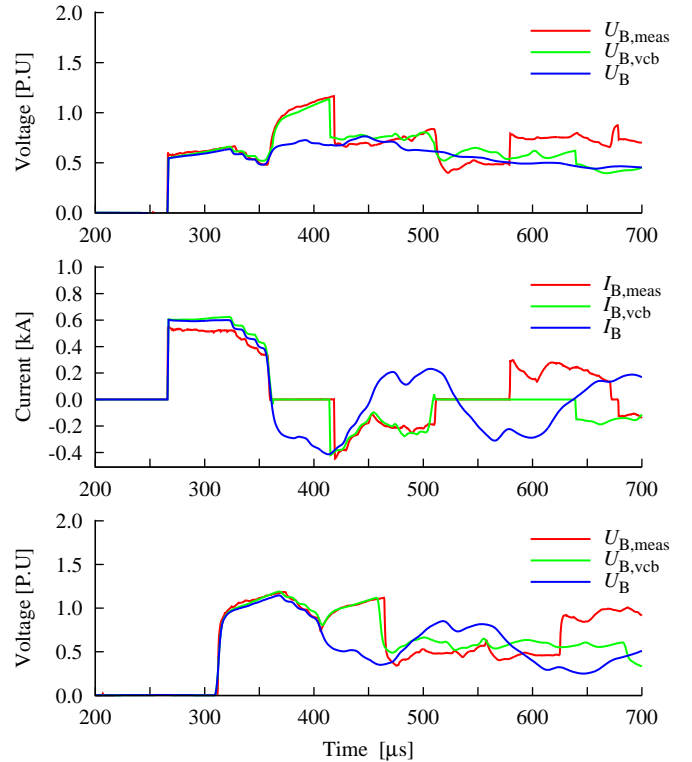 Voltage [P.U]
2.0
1.5
1.0
0.5
0.0
200 300 400 500 600 700
U_B,meas
U_B,vcb
U_B
Current [kA]
1.0
0.8
0.6
0.4
0.2
0.0
-0.2
-0.4
200 300 400 500 600 700
I_B,meas
I_B,vcb
I_B
Voltage [P.U]
2.0
1.5
1.0
0.5
0.0
200 300 400 500 600 700
U_B,meas
U_B,vcb
U_B
Time [µs]